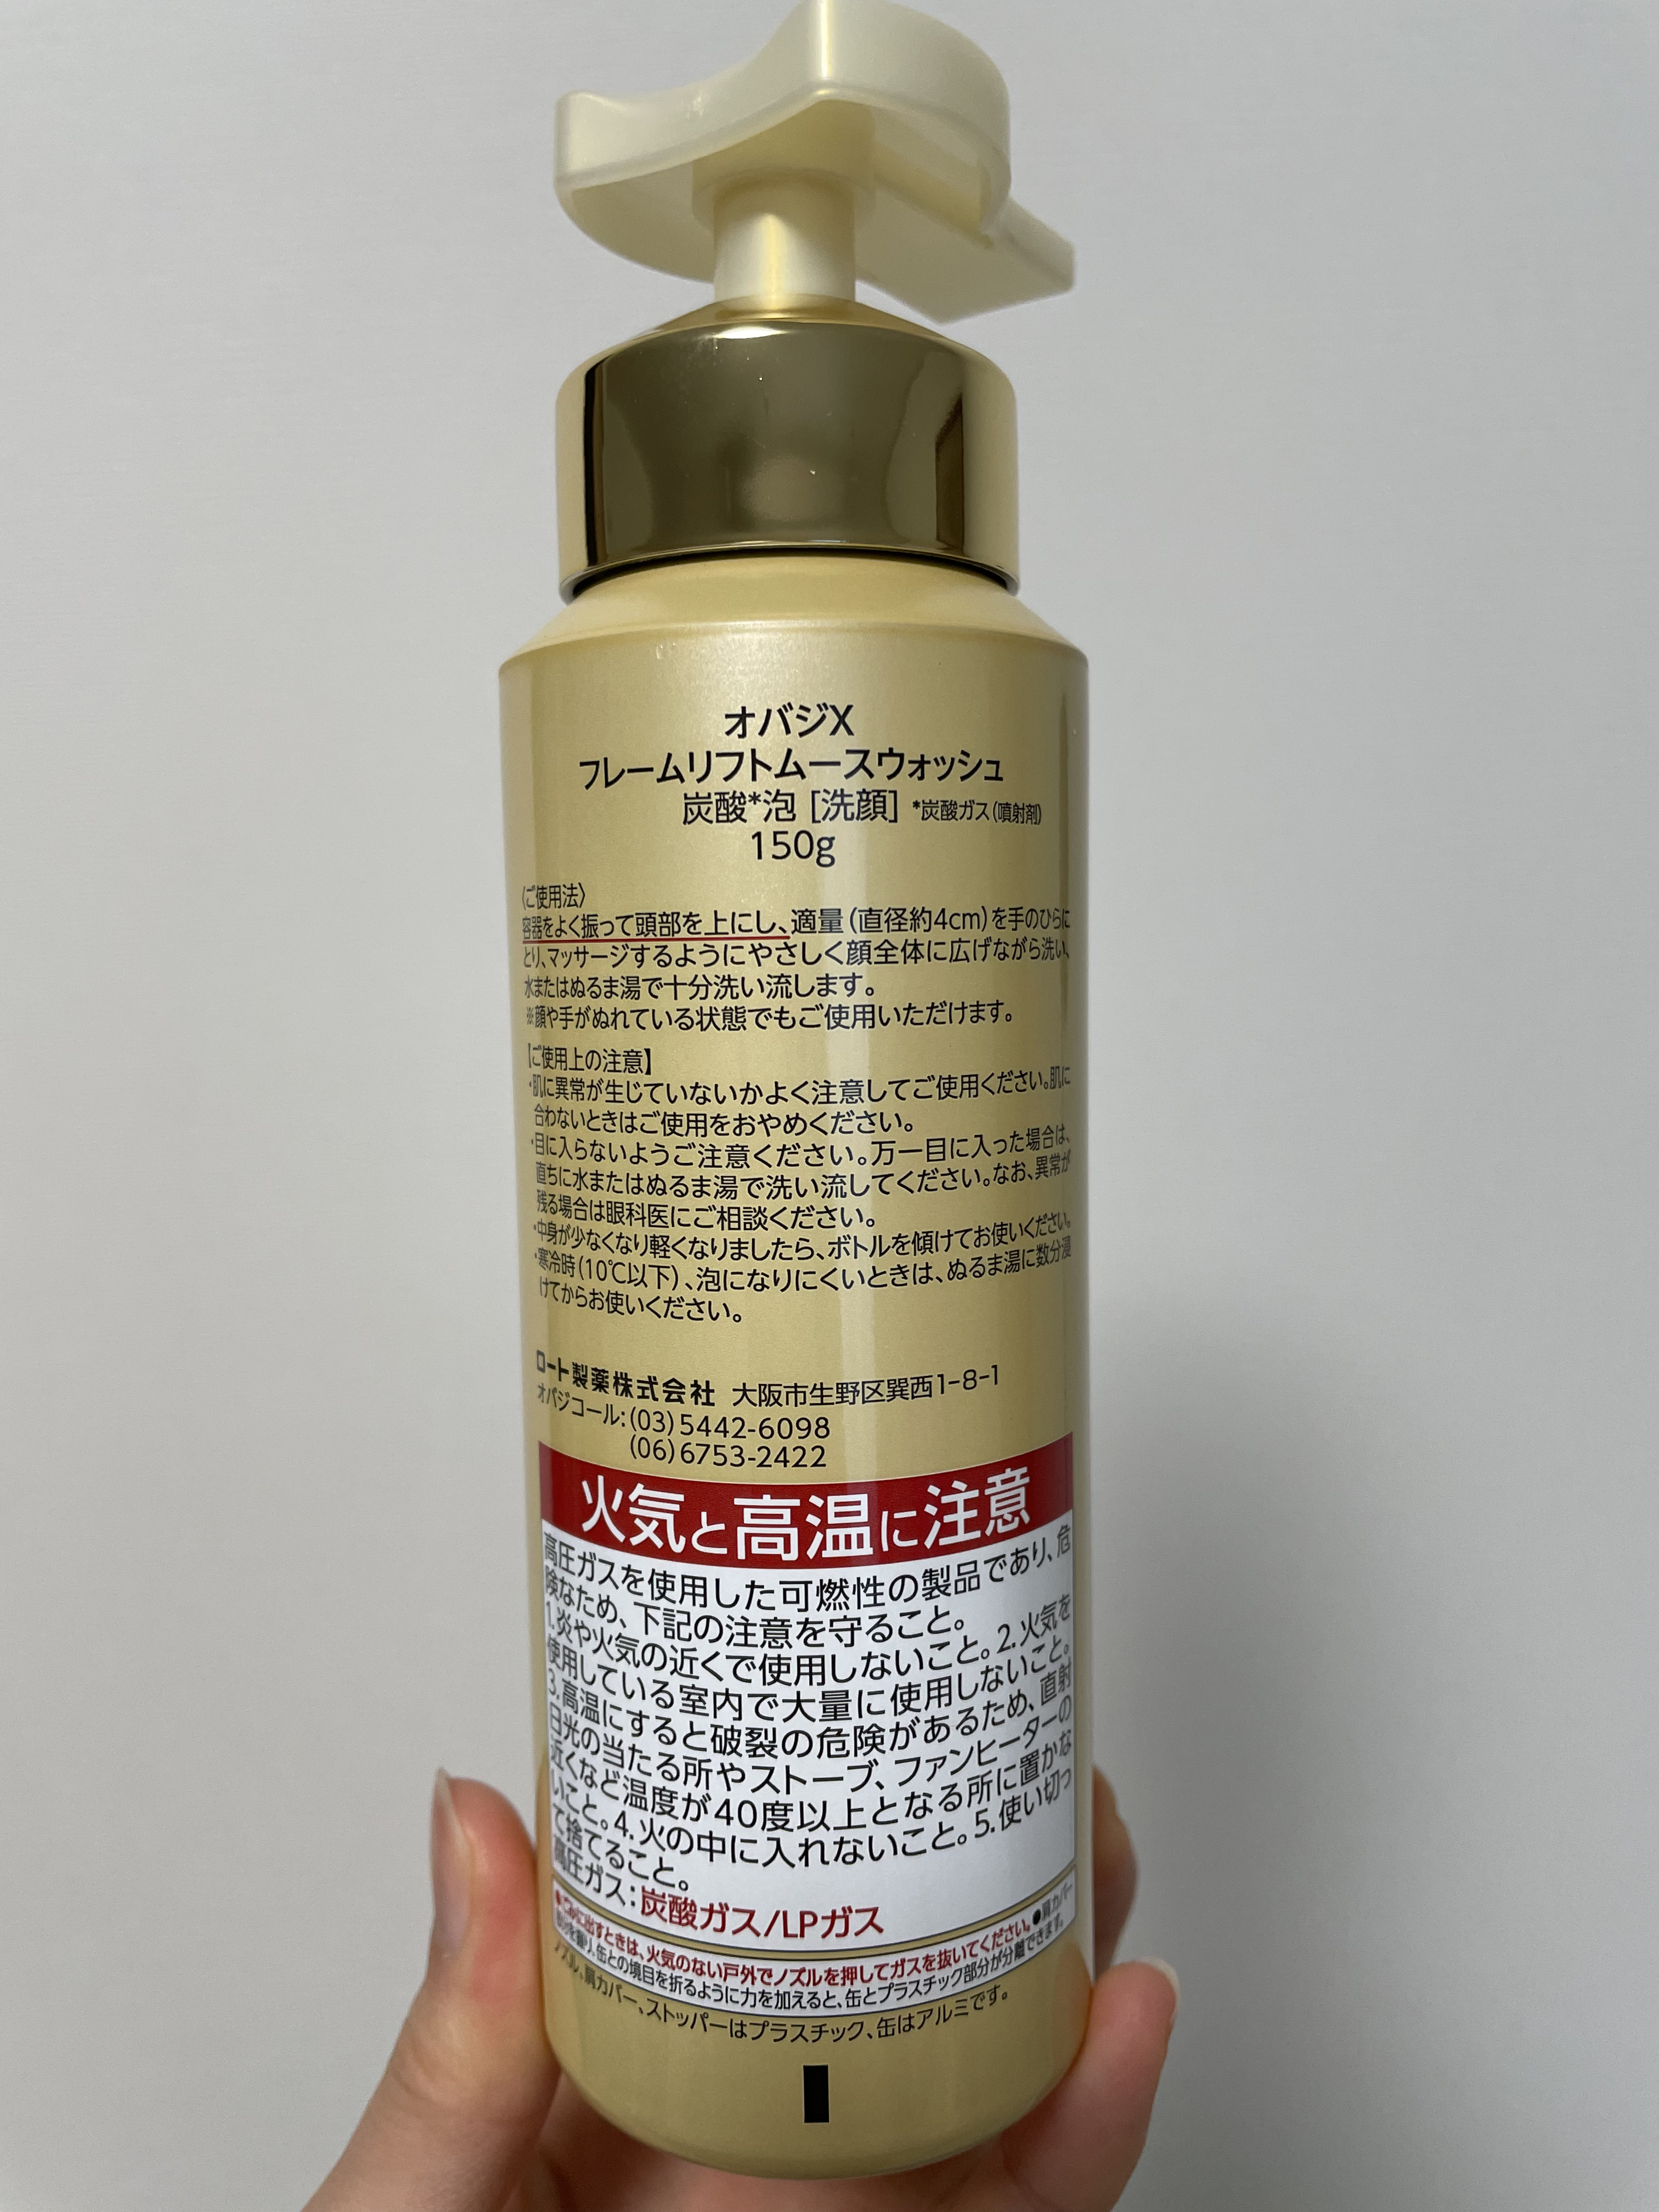 オバジX
フレームリフトムースウォッシュ
炭酸*泡 [洗顔] *炭酸ガス(噴射剤)
150g
〈ご使用法〉
容器をよく振って頭部を上にし、適量(直径約4cm)を手のひらに
とり、マッサージするようにやさしく顔全体に広げながら洗い、
水またはぬるま湯で十分洗い流します。
※顔や手がぬれている状態でもご使用いただけます。
【ご使用上の注意】
・肌に異常が生じていないかよく注意してご使用ください。肌に
合わないときはご使用をおやめください。
・目に入らないようご注意ください。万一目に入った場合は、
直ちに水またはぬるま湯で洗い流してください。なお、異常が
残る場合は眼科医にご相談ください。
・中身が少なくなり軽くなりましたら、ボトルを傾けてお使いください。
・寒冷時(10℃以下)、泡になりにくいときは、ぬるま湯に数分浸
けてからお使いください。
ロート製薬株式会社 大阪市生野区巽西1-8-1
オバジコール:(03)5442-6098
(06)6753-2422
火気と高温に注意
高圧ガスを使用した可燃性の製品であり、危
険なため、下記の注意を守ること。
1.炎や火気の近くで使用しないこと。2.火気を
使用している室内で大量に使用しないこと。
3.高温にすると破裂の危険があるため、直射
日光の当たる所やストーブ、ファンヒーターの
近くなど温度が40度以上となる所に置かな
いこと。4.火の中に入れないこと。5.使い切っ
て捨てること。
高圧ガス:炭酸ガス/LPガス
●ごみに出すときは、火気のない戸外でノズルを押してガスを抜いてください。●肩カバー
缶との境目を折るように力を加えると、缶とプラスチック部分が分離できます。
ノズル、肩カバー、ストッパーはプラスチック、缶はアルミです。